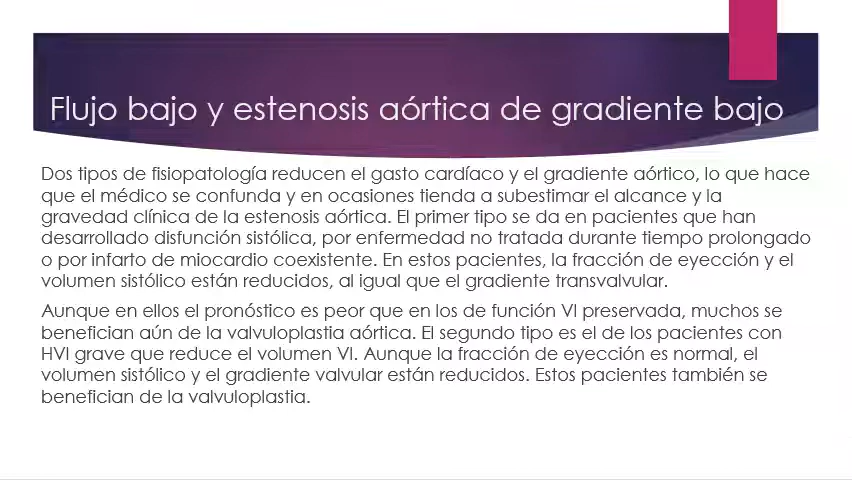 Flujo bajo y estenosis aórtica de gradiente bajo
Dos tipos de fisiopatología reducen el gasto cardíaco y el gradiente aórtico, lo que hace
que el médico se confunda y en ocasiones tienda a subestimar el alcance y la
gravedad clínica de la estenosis aórtica. El primer tipo se da en pacientes que han
desarrollado disfunción sistólica, por enfermedad no tratada durante tiempo prolongado
o por infarto de miocardio coexistente. En estos pacientes, la fracción de eyección y el
volumen sistólico están reducidos, al igual que el gradiente transvalvular.
Aunque en ellos el pronóstico es peor que en los de función VI preservada, muchos se
benefician aún de la valvuloplastia aórtica. El segundo tipo es el de los pacientes con
HVI grave que reduce el volumen VI. Aunque la fracción de eyección es normal, el
volumen sistólico y el gradiente valvular están reducidos. Estos pacientes también se
benefician de la valvuloplastia.